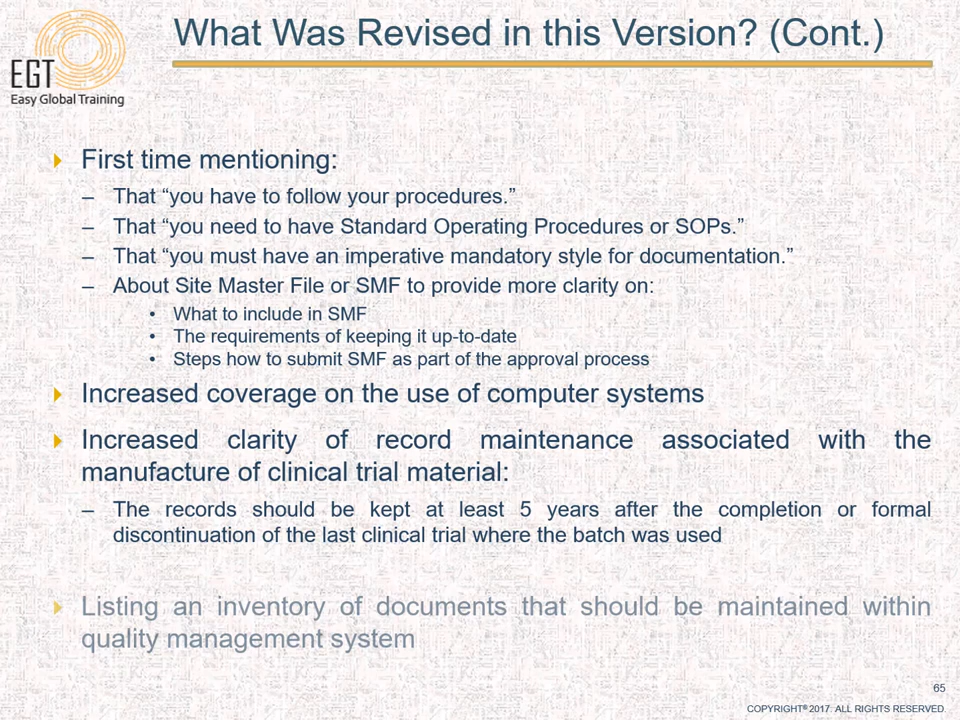 What Was Revised in this Version? (Cont.)
EGT
Easy Global Training
First time mentioning:
– That “you have to follow your procedures.”
– That “you need to have Standard Operating Procedures or SOPs.”
– That “you must have an imperative mandatory style for documentation.”
– About Site Master File or SMF to provide more clarity on:
• What to include in SMF
• The requirements of keeping it up-to-date
• Steps how to submit SMF as part of the approval process
Increased coverage on the use of computer systems
Increased clarity of record maintenance associated with the
manufacture of clinical trial material:
– The records should be kept at least 5 years after the completion or formal
discontinuation of the last clinical trial where the batch was used
Listing an inventory of documents that should be maintained within
quality management system
65
COPYRIGHT® 2017. ALL RIGHTS RESERVED.